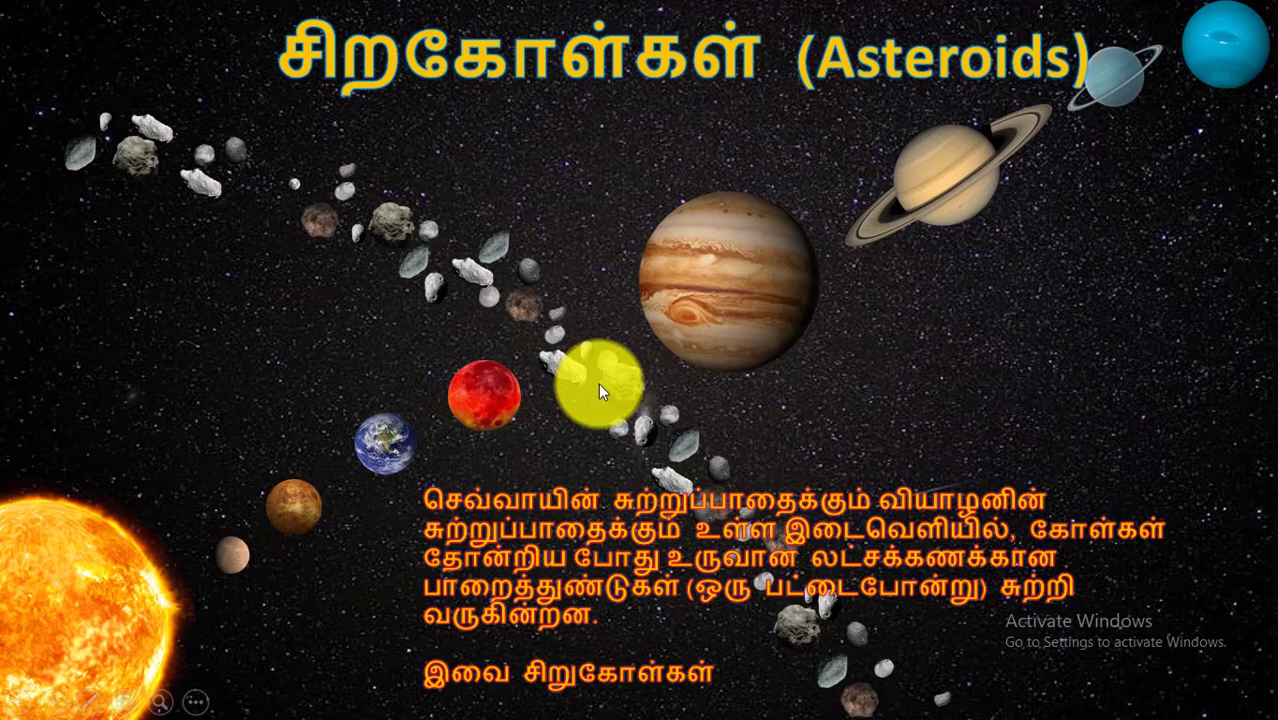 சிறகோள்கள் (Asteroids)
செவ்வாயின் சுற்றுப்பாதைக்கும் வியாழனின்
சுற்றுப்பாதைக்கும் உள்ள இடைவெளியில், கோள்கள்
தோன்றிய போது உருவான லட்சக்கணக்கான
பாறைத்துண்டுகள் (ஒரு பட்டைபோன்று) சுற்றி
வருகின்றன.
இவை சிறுகோள்கள்
Activate Windows
Go to Settings to activate Windows.